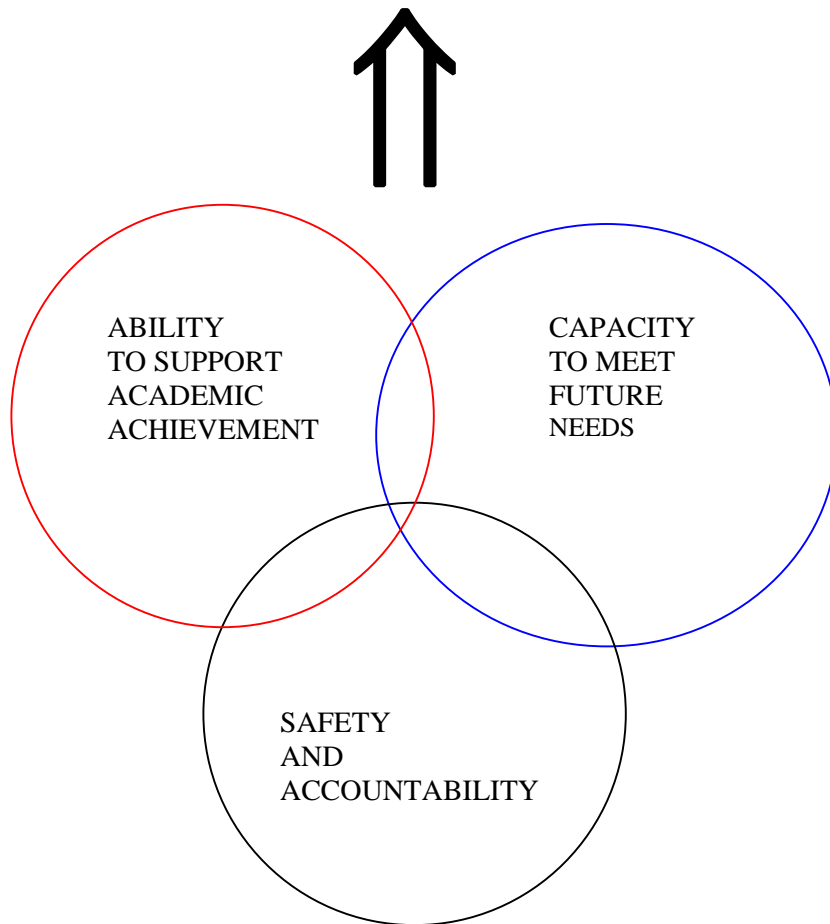 ABILITY
TO SUPPORT
ACADEMIC
ACHIEVEMENT
CAPACITY
TO MEET
FUTURE
NEEDS
SAFETY
AND
ACCOUNTABILITY